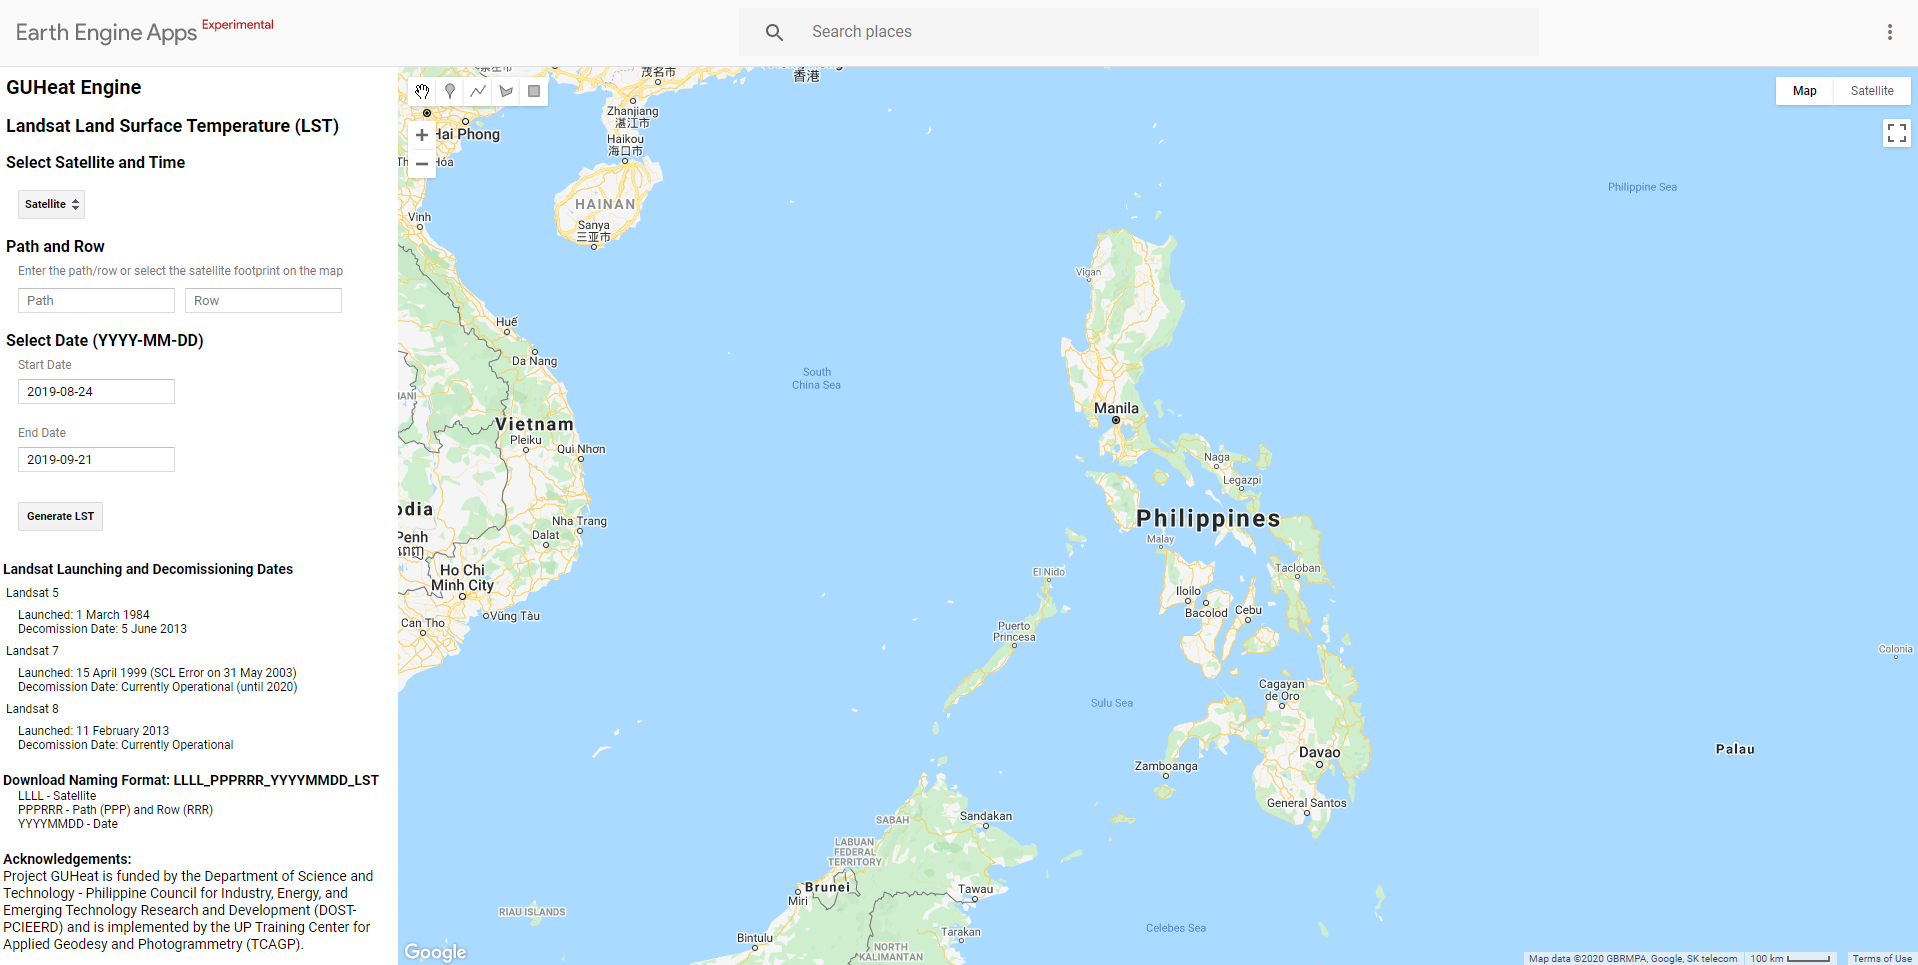 Earth Engine Apps Experimental
Search places
GUHeat Engine
Landsat Land Surface Temperature (LST)
Select Satellite and Time
Satellite
Path and Row
Enter the path/row or select the satellite footprint on the map
Path
Row
Select Date (YYYY-MM-DD)
Start Date
2019-08-24
End Date
2019-09-21
Generate LST
Landsat Launching and Decomissioning Dates
Landsat 5
Launched: 1 March 1984
Decomission Date: 5 June 2013
Landsat 7
Launched: 15 April 1999 (SCL Error on 31 May 2003)
Decomission Date: Currently Operational (until 2020)
Landsat 8
Launched: 11 February 2013
Decomission Date: Currently Operational
Download Naming Format: LLLL_PPPRRR_YYYYMMDD_LST
LLLL - Satellite
PPPRRR - Path (PPP) and Row (RRR)
YYYYMMDD - Date
Acknowledgements:
Project GUHeat is funded by the Department of Science and
Technology - Philippine Council for Industry, Energy, and
Emerging Technology Research and Development (DOST-
PCIEERD) and is implemented by the UP Training Center for
Applied Geodesy and Photogrammetry (TCAGP).
Map
Satellite
茂名市
香港
Zhanjiang
湛江市
Hai Phong
Haikou
海口市
HAINAN
Sanya
三亚市
Vinh
Philippine Sea
Vigan
Huế
Da Nang
South
China Sea
Manila
Vietnam
Pleiku
Qui Nhơn
Naga
Legazpi
odia
Penh
Nha Trang
Dalat
Philippines
Malay
Ho Chi
Minh City
El Nido
Tacloban
Iloilo
Bacolod
Cebu
Vũng Tàu
Can Tho
Puerto
Princesa
Colonia
Cagayan
de Oro
Sulu Sea
Davao
Palau
Zamboanga
General Santos
SABAH
Sandakan
LABUAN
FEDERAL
TERRITORY
Brunei
Miri
Tawau
RIAU ISLANDS
Celebes Sea
Tarakan
Bintulu
NORTH
KALIMANTAN
Google
Map data ©2020 GBRMPA, Google, SK telecom
100 km
Terms of Use